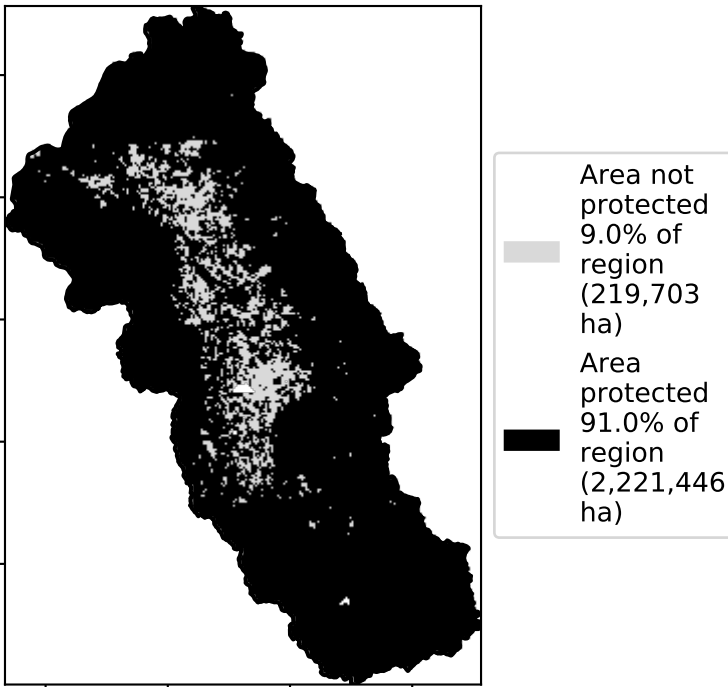 Area not
protected
9.0% of
region
(219,703
ha)
Area
protected
91.0% of
region
(2,221,446
ha)